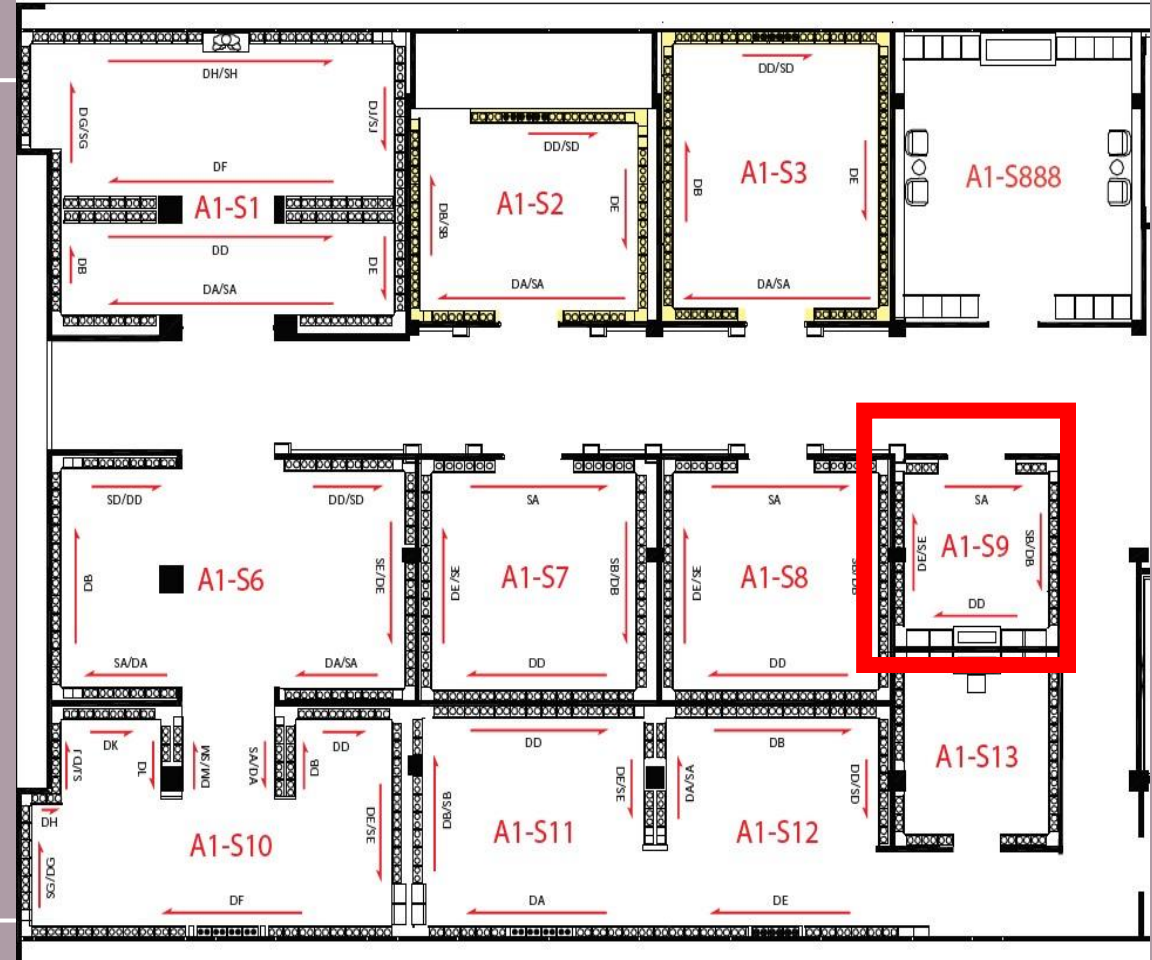 DH/SH
DG/SG
DJ/SJ
DF
A1-S1
DD
DB
DE
DA/SA
DD/SD
DB/SB
A1-S2
DE
DA/SA
DD/SD
DB
A1-S3
DE
DA/SA
A1-S888
SD/DD
DD/SD
DB
A1-S6
SE/DE
SA/DA
DA/SA
SA
DE/SE
A1-S7
SB/DB
DD
SA
DE/SE
A1-S8
DD
SA
DE/SE
A1-S9
SB/DB
DD
DK
DL
DM/SM
SA/DA
DB
DD
DH
SG/DG
A1-S10
DE/SE
DF
DD
DB/SB
A1-S11
DE/SE
DA
DB
DA/SA
A1-S12
DD/SD
DE
A1-S13